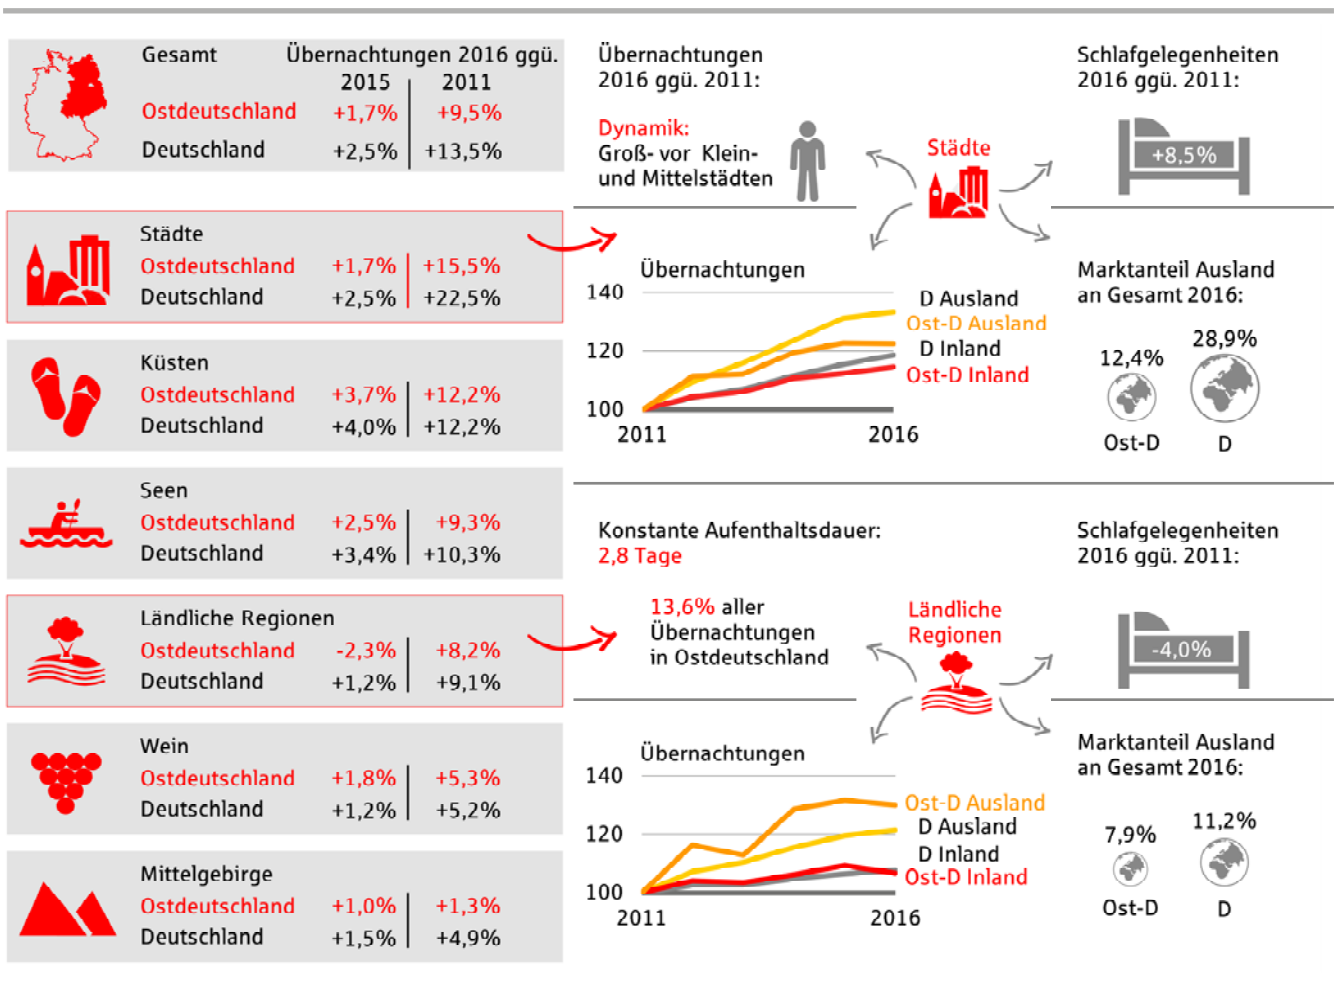 Gesamt
Übernachtungen 2016 ggü.
2015 2011
Ostdeutschland +1,7% +9,5%
Deutschland +2,5% +13,5%
Städte
Ostdeutschland +1,7% +15,5%
Deutschland +2,5% +22,5%
Küsten
Ostdeutschland +3,7% +12,2%
Deutschland +4,0% +12,2%
Seen
Ostdeutschland +2,5% +9,3%
Deutschland +3,4% +10,3%
Ländliche Regionen
Ostdeutschland -2,3% +8,2%
Deutschland +1,2% +9,1%
Wein
Ostdeutschland +1,8% +5,3%
Deutschland +1,2% +5,2%
Mittelgebirge
Ostdeutschland +1,0% +1,3%
Deutschland +1,5% +4,9%
Übernachtungen
2016 ggü. 2011:
Dynamik:
Groß- vor Klein-
und Mittelstädten
Städte
Schlafgelegenheiten
2016 ggü. 2011:
+8,5%
Übernachtungen
140
120
100
2011 2016
D Ausland
Ost-D Ausland
D Inland
Ost-D Inland
Marktanteil Ausland
an Gesamt 2016:
12,4% 28,9%
Ost-D D
Konstante Aufenthaltsdauer:
2,8 Tage
13,6% aller
Übernachtungen
in Ostdeutschland
Ländliche
Regionen
Schlafgelegenheiten
2016 ggü. 2011:
-4,0%
Übernachtungen
140
120
100
2011 2016
Ost-D Ausland
D Ausland
D Inland
Ost-D Inland
Marktanteil Ausland
an Gesamt 2016:
7,9% 11,2%
Ost-D D